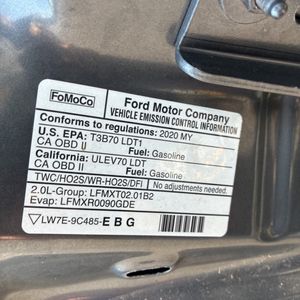 FoMoCo
Ford Motor Company
VEHICLE EMISSION CONTROL INFORMATION
Conforms to regulations: 2020 MY
U.S. EPA: T3B70 LDT1
CA OBD II Fuel: Gasoline
California: ULEV70 LDT
CA OBD II Fuel: Gasoline
TWC/HO2S/WR-HO2S/DFI No adjustments needed.
2.0L-Group: LFMXT02.01B2
Evap: LFMXR0090GDE
LW7E-9C485-E B G